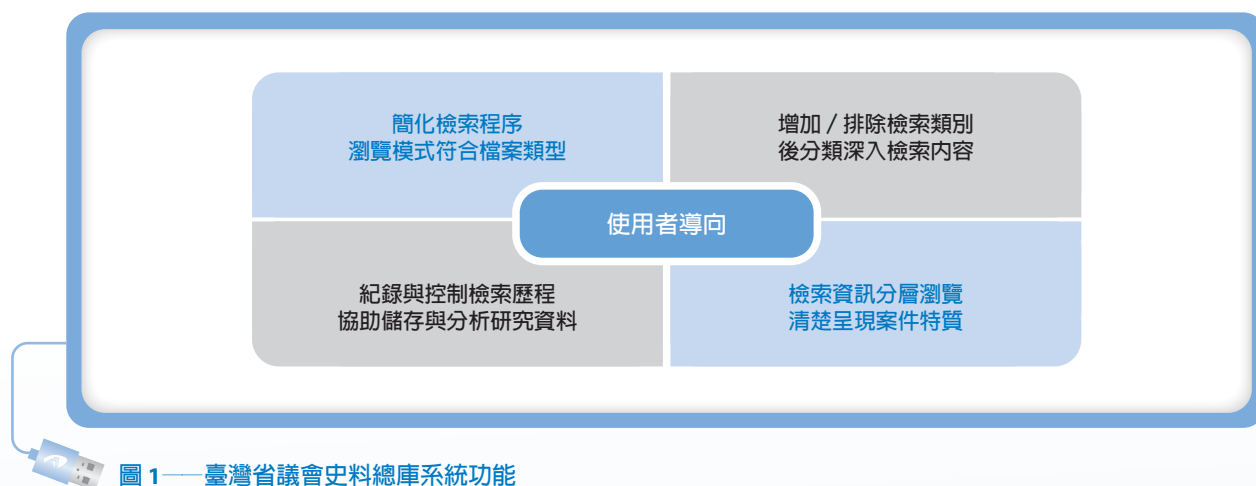 簡化檢索程序
瀏覽模式符合檔案類型
增加／排除檢索類別
後分類深入檢索內容
使用者導向
紀錄與控制檢索歷程
協助儲存與分析研究資料
檢索資訊分層瀏覽
清楚呈現案件特質
圖 1——臺灣省議會史料總庫系統功能